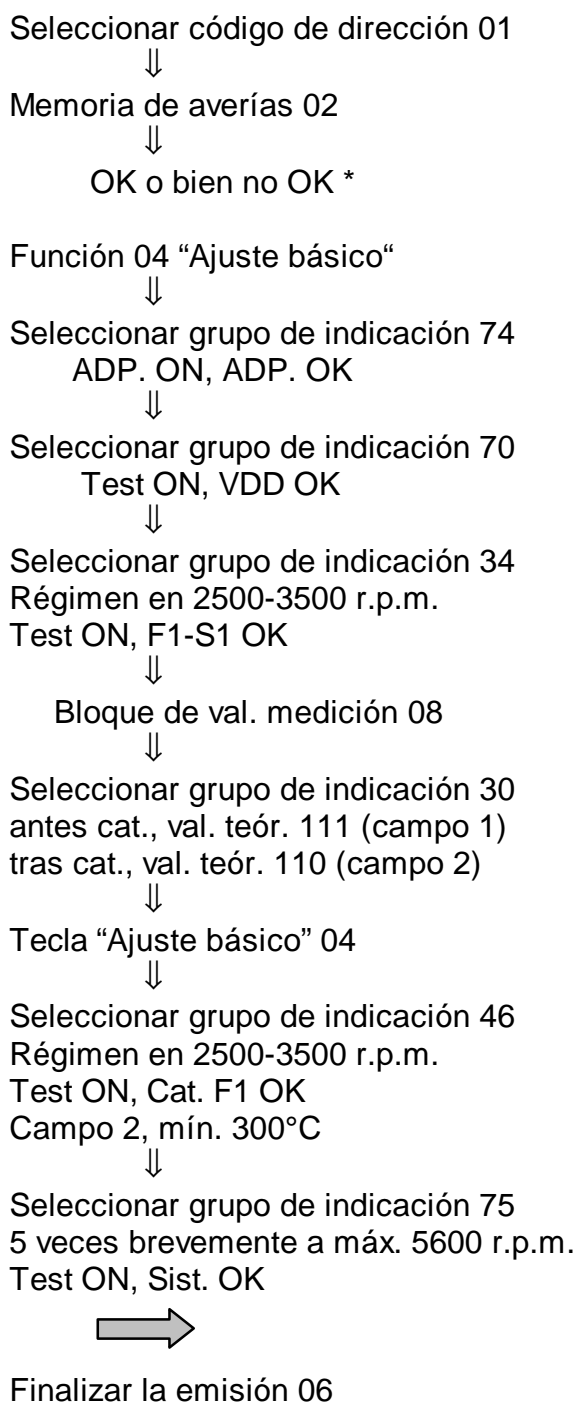 Seleccionar código de dirección 01
⇓
Memoria de averías 02
⇓
OK o bien no OK *
Función 04 “Ajuste básico“
⇓
Seleccionar grupo de indicación 74
ADP. ON, ADP. OK
⇓
Seleccionar grupo de indicación 70
Test ON, VDD OK
⇓
Seleccionar grupo de indicación 34
Régimen en 2500-3500 r.p.m.
Test ON, F1-S1 OK
⇓
Bloque de val. medición 08
⇓
Seleccionar grupo de indicación 30
antes cat., val. teór. 111 (campo 1)
tras cat., val. teór. 110 (campo 2)
⇓
Tecla “Ajuste básico” 04
⇓
Seleccionar grupo de indicación 46
Régimen en 2500-3500 r.p.m.
Test ON, Cat. F1 OK
Campo 2, mín. 300°C
⇓
Seleccionar grupo de indicación 75
5 veces brevemente a máx. 5600 r.p.m.
Test ON, Sist. OK
Finalizar la emisión 06